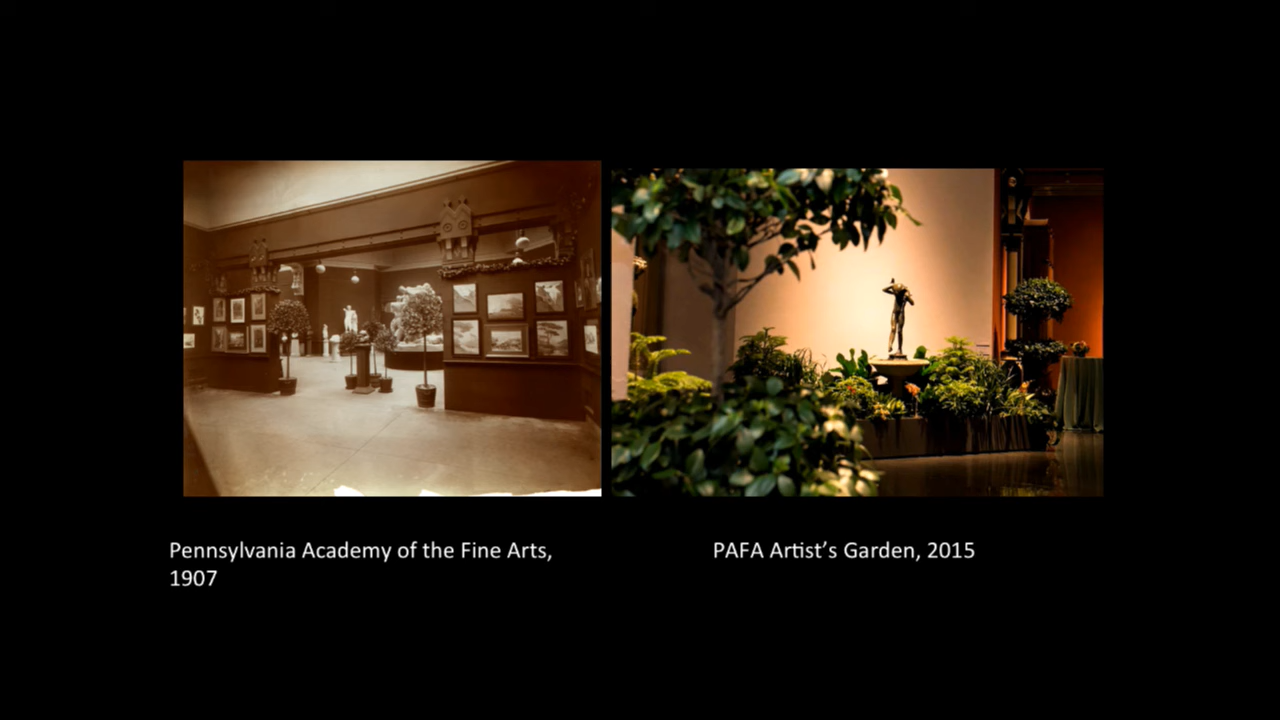 Pennsylvania Academy of the Fine Arts,
1907
PAFA Artist’s Garden, 2015